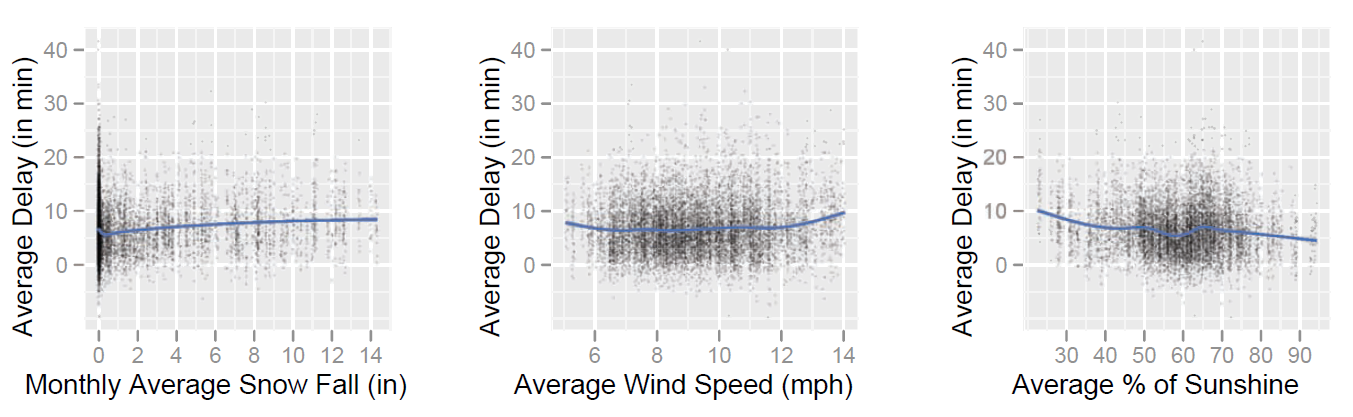 Average Delay (in min)
40
30
20
10
0
0 2 4 6 8 10 12 14
Monthly Average Snow Fall (in)
Average Delay (in min)
40
30
20
10
0
6 8 10 12 14
Average Wind Speed (mph)
Average Delay (in min)
40
30
20
10
0
30 40 50 60 70 80 90
Average % of Sunshine